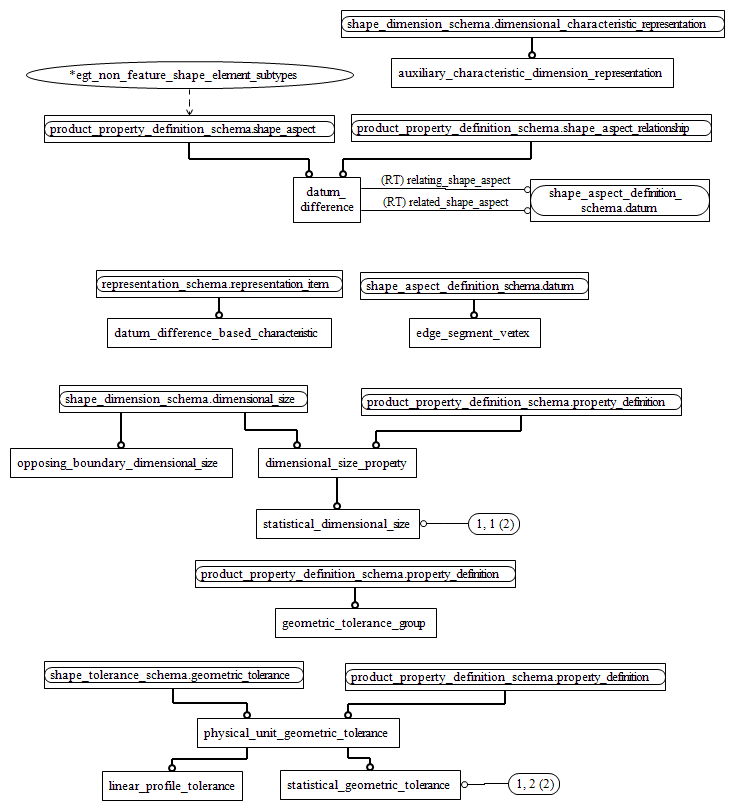 shape_dimension_schema.dimensional_characteristic_representation
auxiliary_characteristic_dimension_representation
*egt_non_feature_shape_element_subtypes
product_property_definition_schema.shape_aspect
product_property_definition_schema.shape_aspect_relationship
datum_
difference
(RT) relating_shape_aspect
(RT) related_shape_aspect
shape_aspect_definition_
schema.datum
representation_schema.representation_item
shape_aspect_definition_schema.datum
datum_difference_based_characteristic
edge_segment_vertex
shape_dimension_schema.dimensional_size
product_property_definition_schema.property_definition
opposing_boundary_dimensional_size
dimensional_size_property
statistical_dimensional_size
1, 1 (2)
product_property_definition_schema.property_definition
geometric_tolerance_group
shape_tolerance_schema.geometric_tolerance
product_property_definition_schema.property_definition
physical_unit_geometric_tolerance
linear_profile_tolerance
statistical_geometric_tolerance
1, 2 (2)